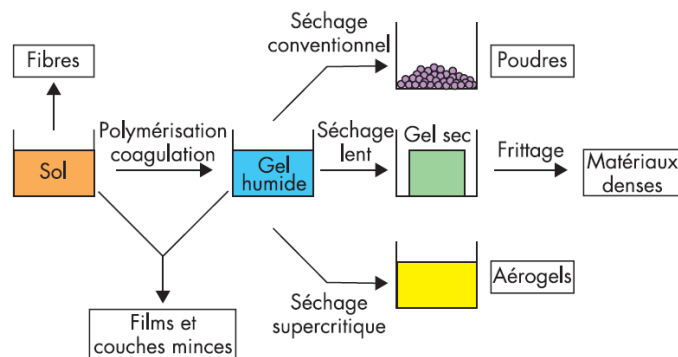 Séchage
conventionnel
Fibres
Poudres
Polymérisation
coagulation
Séchage
lent
Gel sec
Frittage
Sol
Gel
humide
Matériaux
denses
Séchage
supercritique
Aérogels
Films et
couches minces